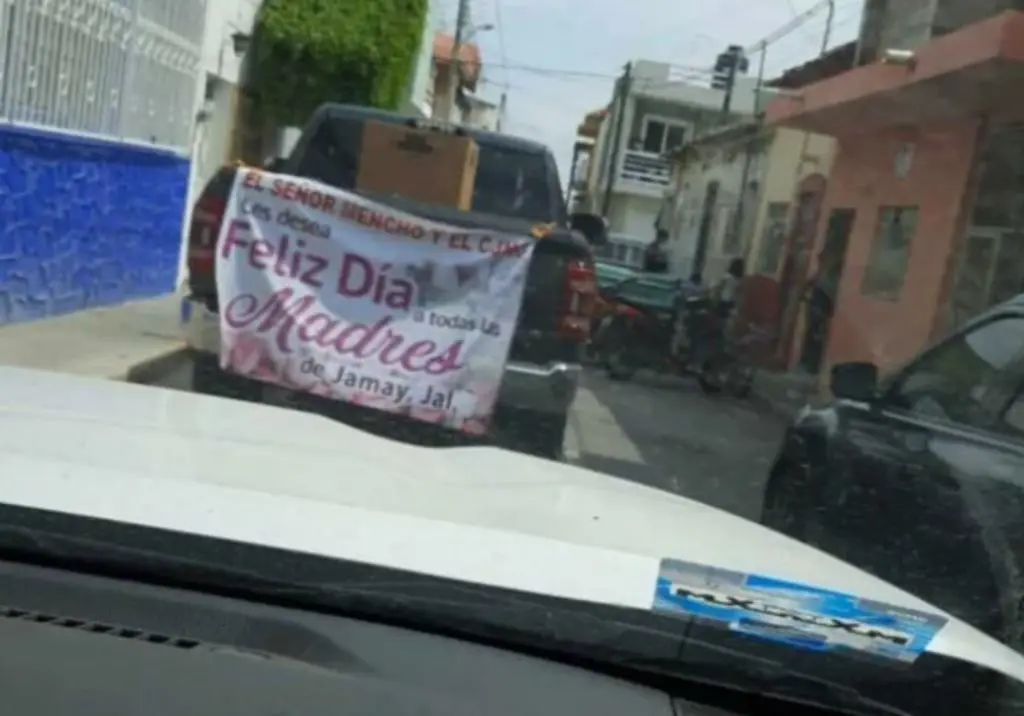 EL SEÑOR MENCHO Y EL CJNG
Les desea
Feliz Día
a todas las
Madres
de Jamay, Jal.